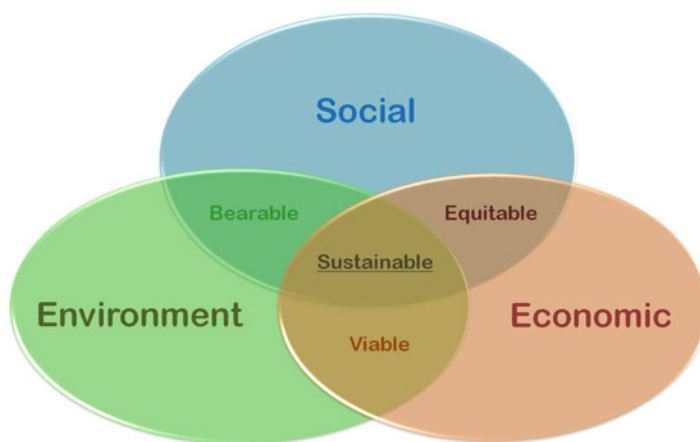 Social
Bearable
Equitable
Sustainable
Environment
Economic
Viable